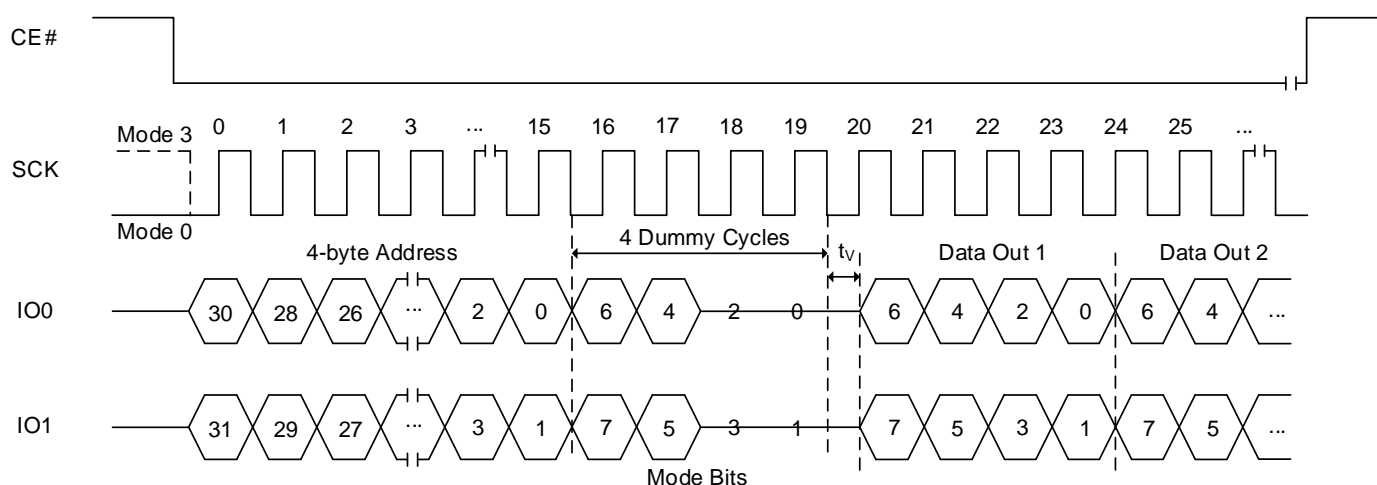 CE#
Mode 3 0 1 2 3 ... 15 16 17 18 19 20 21 22 23 24 25 ...
SCK
Mode 0
4-byte Address 4 Dummy Cycles tV Data Out 1 Data Out 2
IO0 30 28 26 ... 2 0 6 4 2 0 6 4 2 0 6 4 ...
IO1 31 29 27 ... 3 1 7 5 3 1 7 5 3 1 7 5 ...
Mode Bits